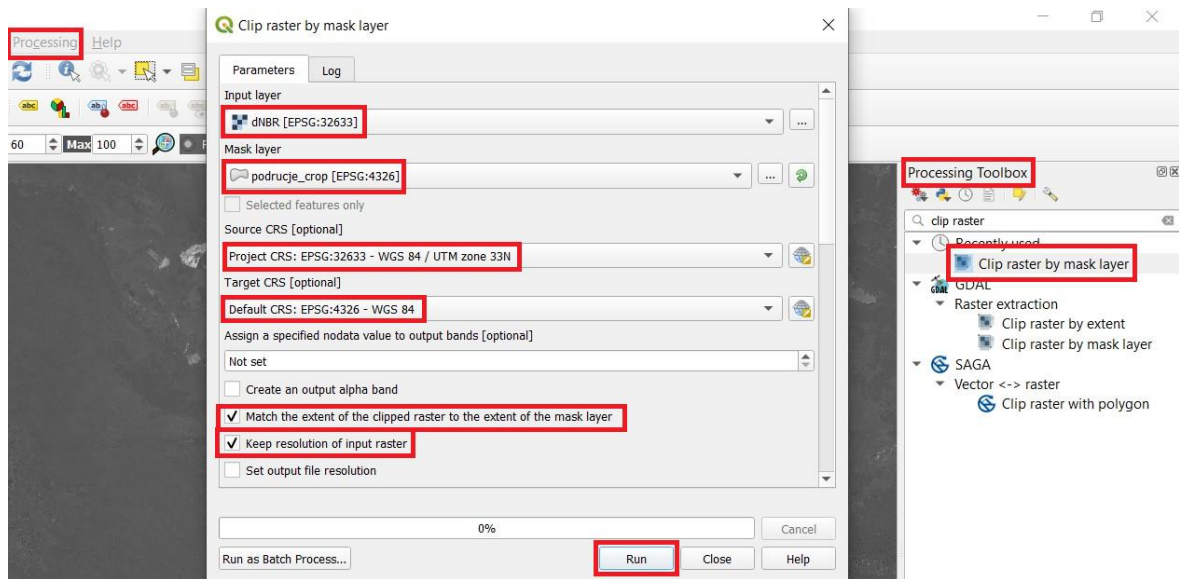 Clip raster by mask layer
Processing Help
Parameters Log
Input layer
abc abc abc
dNBR [EPSG:32633]
...
60 Max 100
Mask layer
podrucje_crop [EPSG:4326]
...
Selected features only
Source CRS [optional]
Project CRS: EPSG:32633 - WGS 84 / UTM zone 33N
Target CRS [optional]
Default CRS: EPSG:4326 - WGS 84
Assign a specified nodata value to output bands [optional]
Not set
Create an output alpha band
Match the extent of the clipped raster to the extent of the mask layer
Keep resolution of input raster
Set output file resolution
0%
Cancel
Run as Batch Process...
Run
Close
Help
Processing Toolbox
clip raster
Recently used
Clip raster by mask layer
GDAL
Raster extraction
Clip raster by extent
Clip raster by mask layer
SAGA
Vector <-> raster
Clip raster with polygon